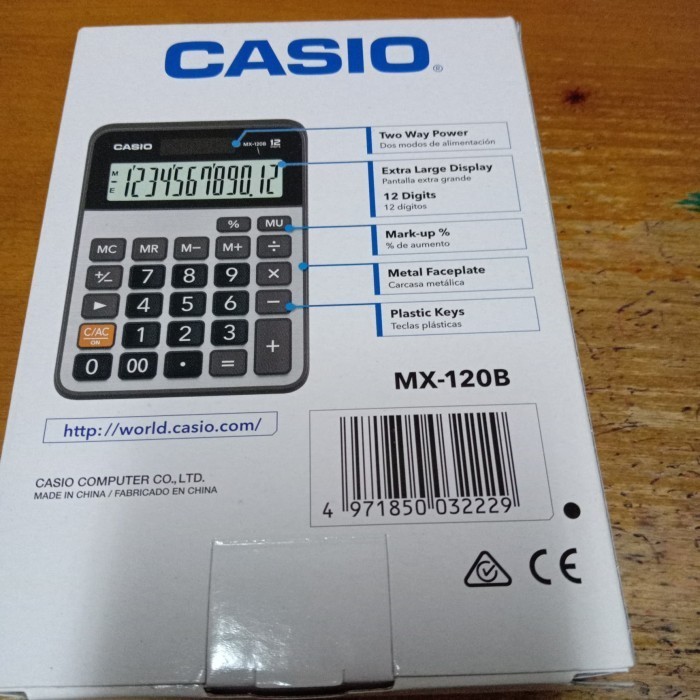 CASIO®
CASIO
MX-120B 12
M
E
1234567890.12
% MU
MC MR M− M+ ÷
+/− 7 8 9 ×
► 4 5 6 −
C/AC
ON
1 2 3 +
0 00 • =
Two Way Power
Dos modos de alimentación
Extra Large Display
Pantalla extra grande
12 Digits
12 dígitos
Mark-up %
% de aumento
Metal Faceplate
Carcasa metálica
Plastic Keys
Teclas plásticas
MX-120B
http://world.casio.com/
CASIO COMPUTER CO., LTD.
MADE IN CHINA / FABRICADO EN CHINA
4 971850 032229
CE